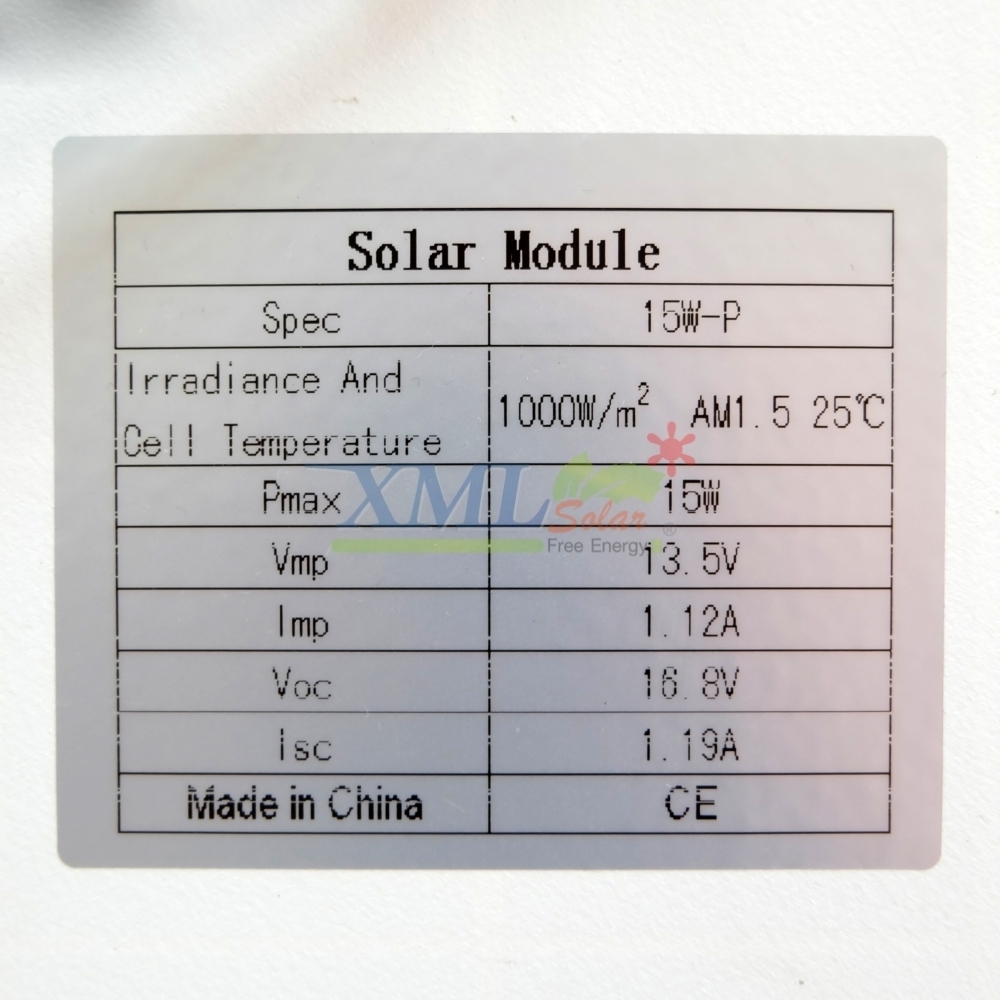 Solar Module
Spec 15W-P
Irradiance And
Cell Temperature 1000W/m² AM1.5 25℃
Pmax 15W
XML Solar ®
Free Energy
Vmp 13.5V
Imp 1.12A
Voc 16.8V
Isc 1.19A
Made in China CE